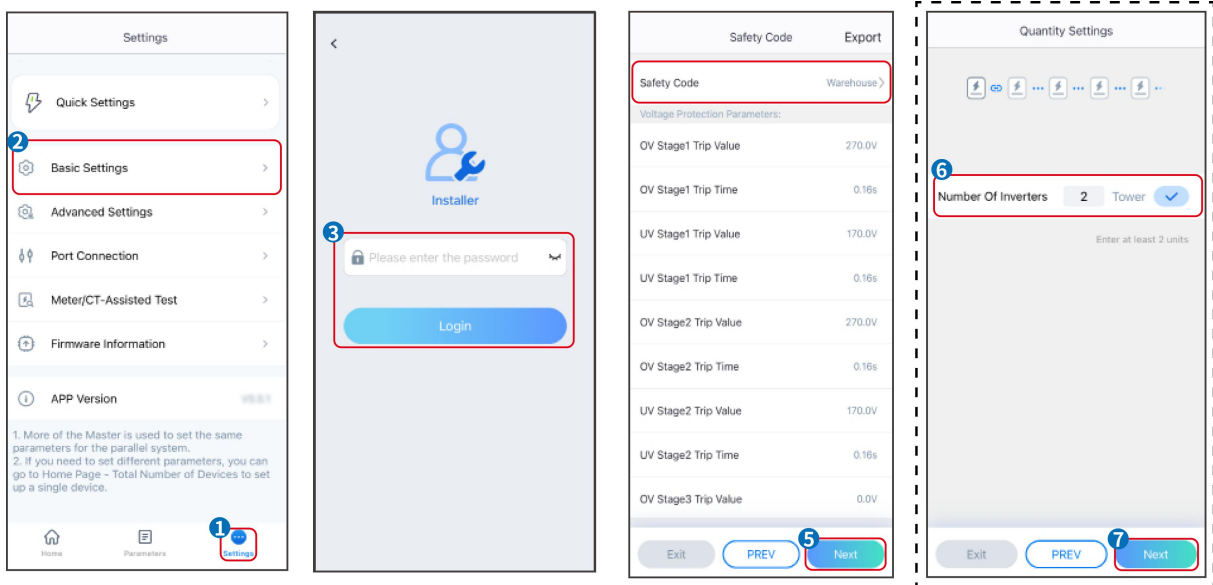 Settings
Quick Settings
2
Basic Settings
Advanced Settings
Port Connection
Meter/CT-Assisted Test
Firmware Information
APP Version
1. More of the Master is used to set the same
parameters for the parallel system.
2. If you need to set different parameters, you can
go to Home Page - Total Number of Devices to set
up a single device.
1
Home
Parameters
Settings
Installer
3
Please enter the password
Login
Safety Code
Export
Safety Code
Warehouse
Voltage Protection Parameters:
OV Stage1 Trip Value 270.0V
OV Stage1 Trip Time 0.16s
UV Stage1 Trip Value 170.0V
UV Stage1 Trip Time 0.16s
OV Stage2 Trip Value 270.0V
OV Stage2 Trip Time 0.16s
UV Stage2 Trip Value 170.0V
UV Stage2 Trip Time 0.16s
OV Stage3 Trip Value 0.0V
5
Exit
PREV
Next
Quantity Settings
6
Number Of Inverters 2 Tower
Enter at least 2 units
7
Exit
PREV
Next